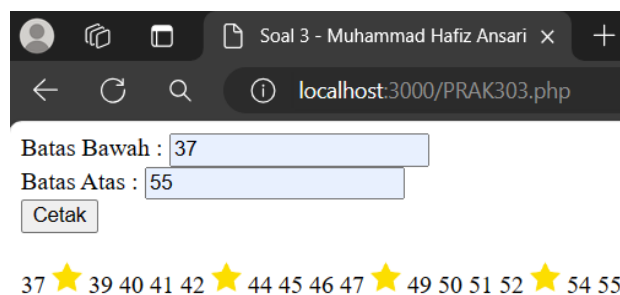 Soal 3 - Muhammad Hafiz Ansari
localhost:3000/PRAK303.php
Batas Bawah : 37
Batas Atas : 55
Cetak
37 ⭐ 39 40 41 42 ⭐ 44 45 46 47 ⭐ 49 50 51 52 ⭐ 54 55